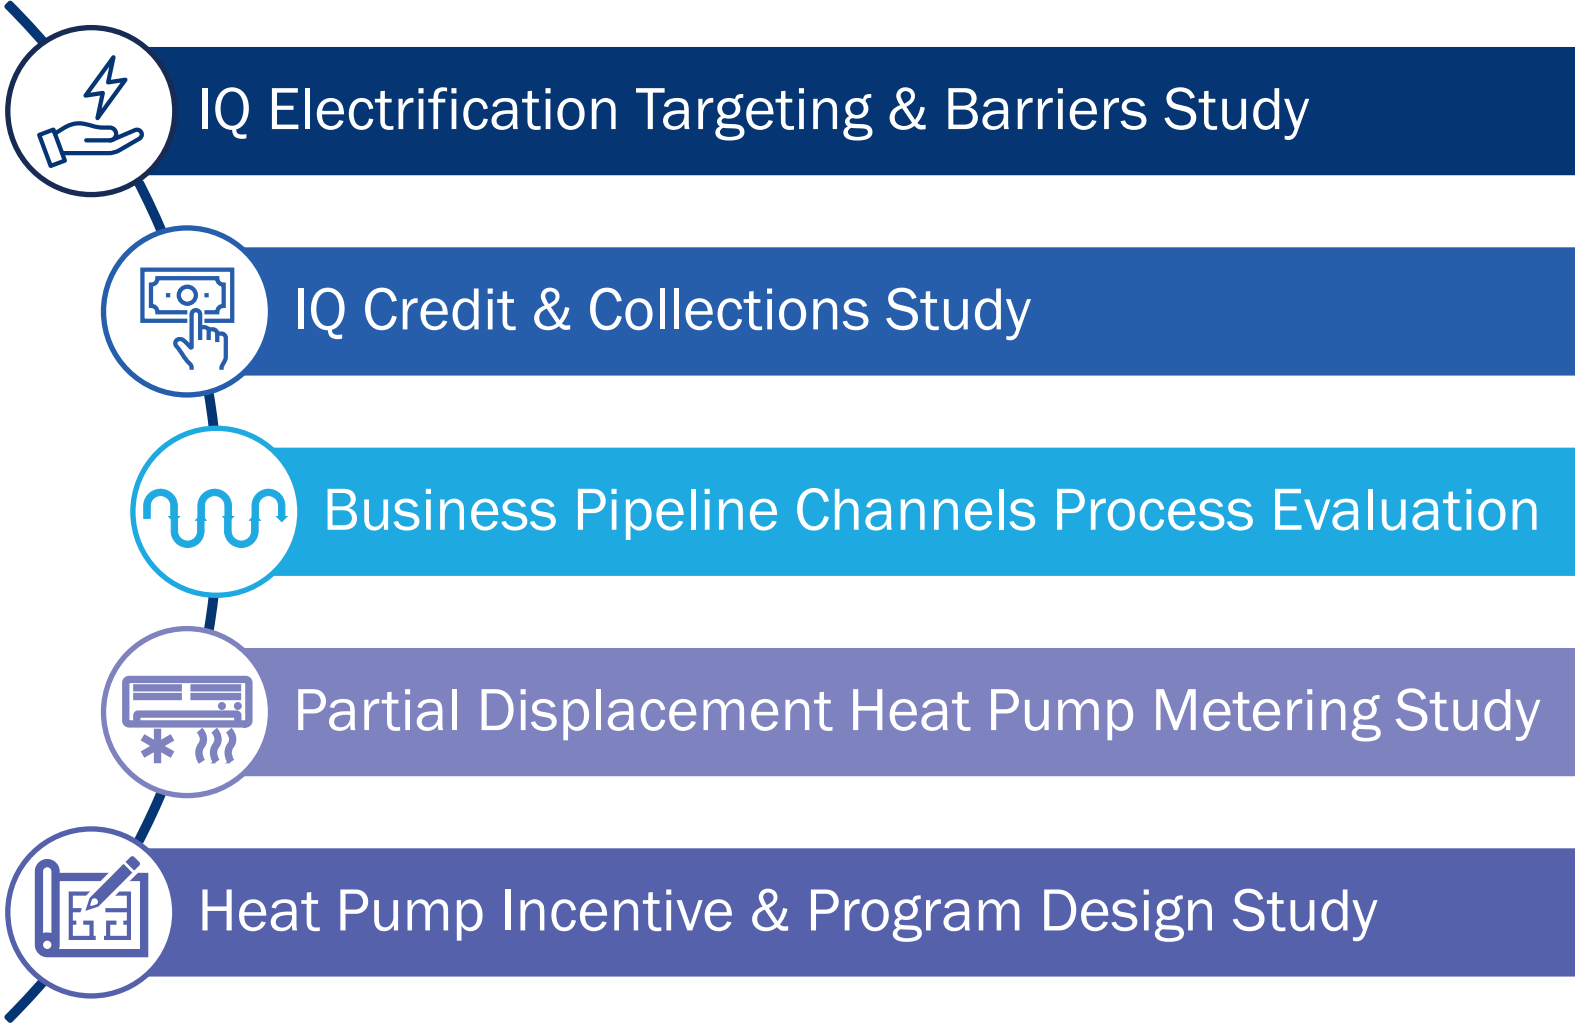 IQ Electrification Targeting & Barriers Study
IQ Credit & Collections Study
Business Pipeline Channels Process Evaluation
Partial Displacement Heat Pump Metering Study
Heat Pump Incentive & Program Design Study